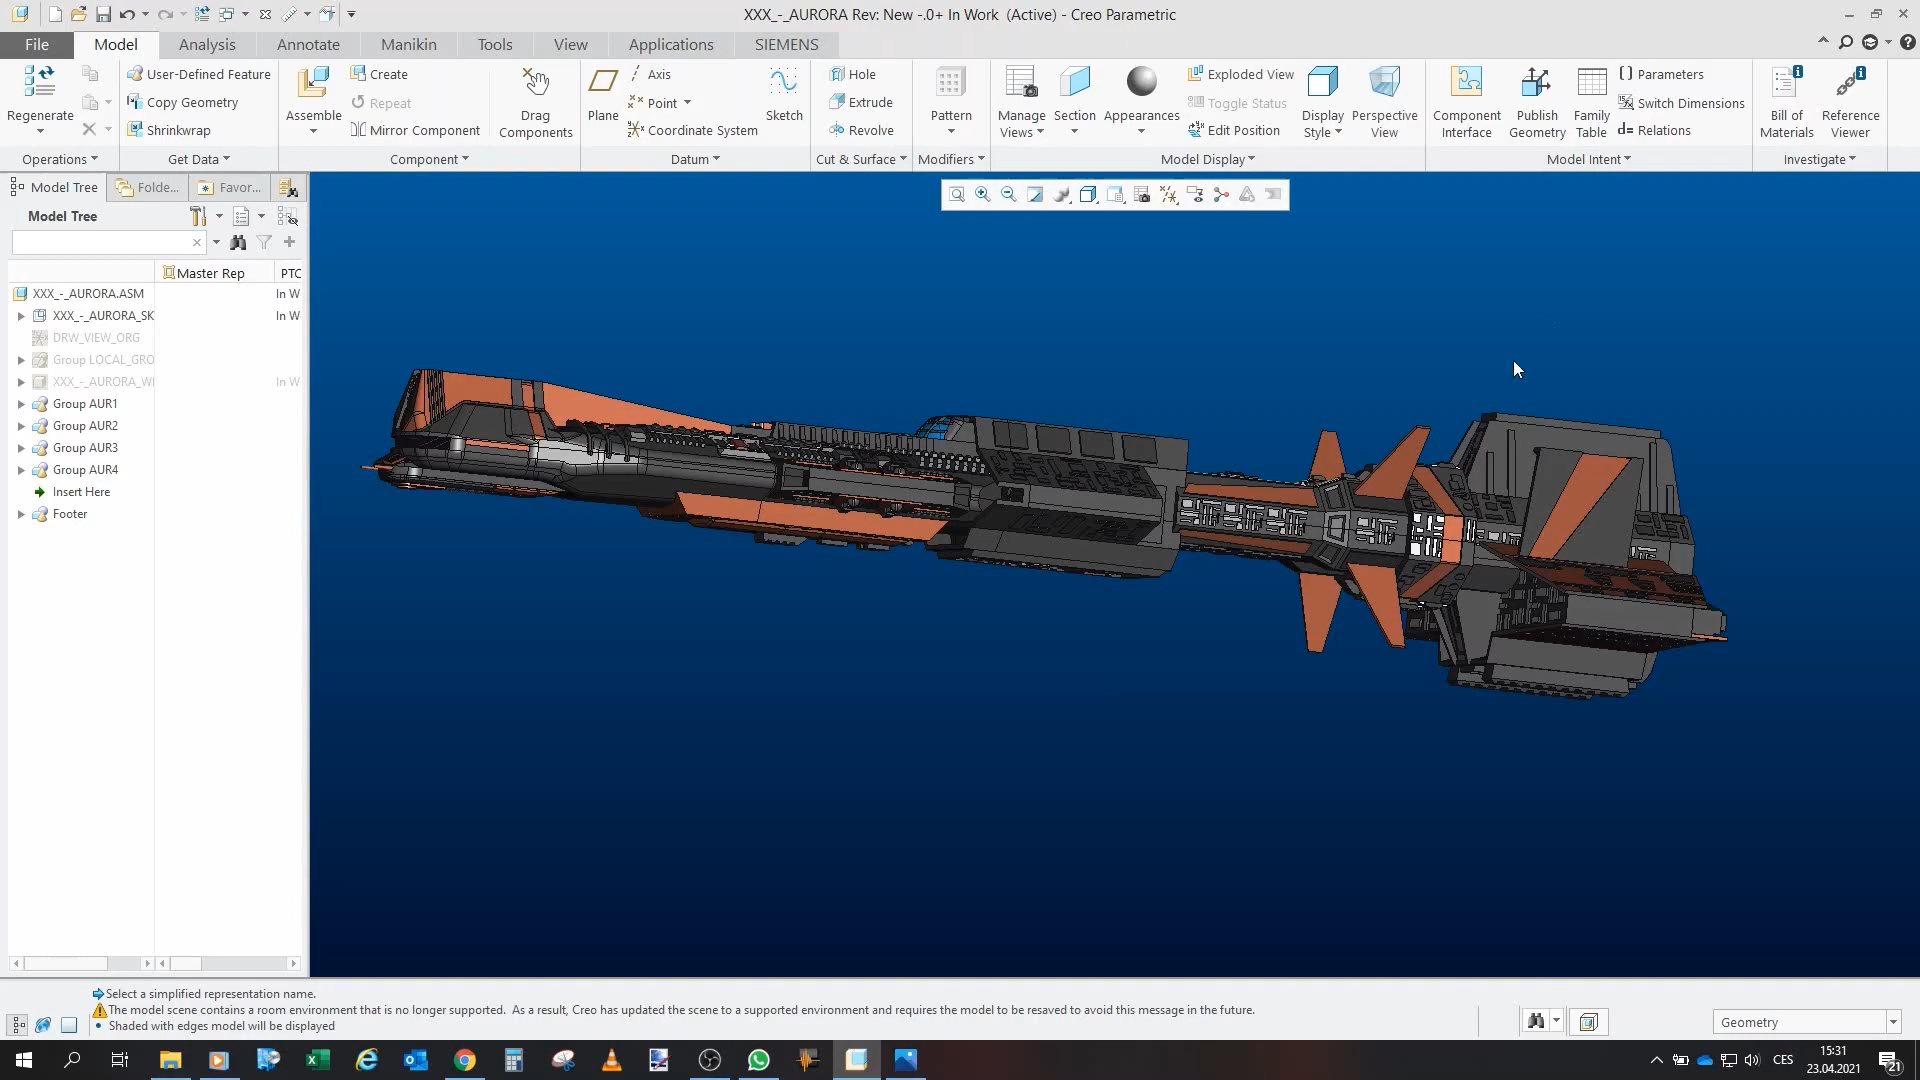 XXX_-_AURORA Rev: New -.0+ In Work (Active) - Creo Parametric
File Model Analysis Annotate Manikin Tools View Applications SIEMENS
Regenerate
User-Defined Feature
Copy Geometry
Shrinkwrap
Assemble
Create
Repeat
Mirror Component
Drag Components
Plane
Axis
Point
Coordinate System
Sketch
Hole
Extrude
Revolve
Pattern
Manage Views
Section
Appearances
Exploded View
Toggle Status
Edit Position
Display Style
Perspective View
Component Interface
Publish Geometry
Family Table
Parameters
Switch Dimensions
Relations
Bill of Materials
Reference Viewer
Operations Get Data Component Datum Cut & Surface Modifiers Model Display Model Intent Investigate
Model Tree Folde... Favor...
Model Tree
Master Rep PTC
XXX_-_AURORA.ASM In W
XXX_-_AURORA_SK In W
DRW_VIEW_ORG
Group LOCAL_GRO
XXX_-_AURORA_WI In W
Group AUR1
Group AUR2
Group AUR3
Group AUR4
Insert Here
Footer
Select a simplified representation name.
The model scene contains a room environment that is no longer supported. As a result, Creo has updated the scene to a supported environment and requires the model to be resaved to avoid this message in the future.
Shaded with edges model will be displayed
Geometry
CES
15:31
23.04.2021
21